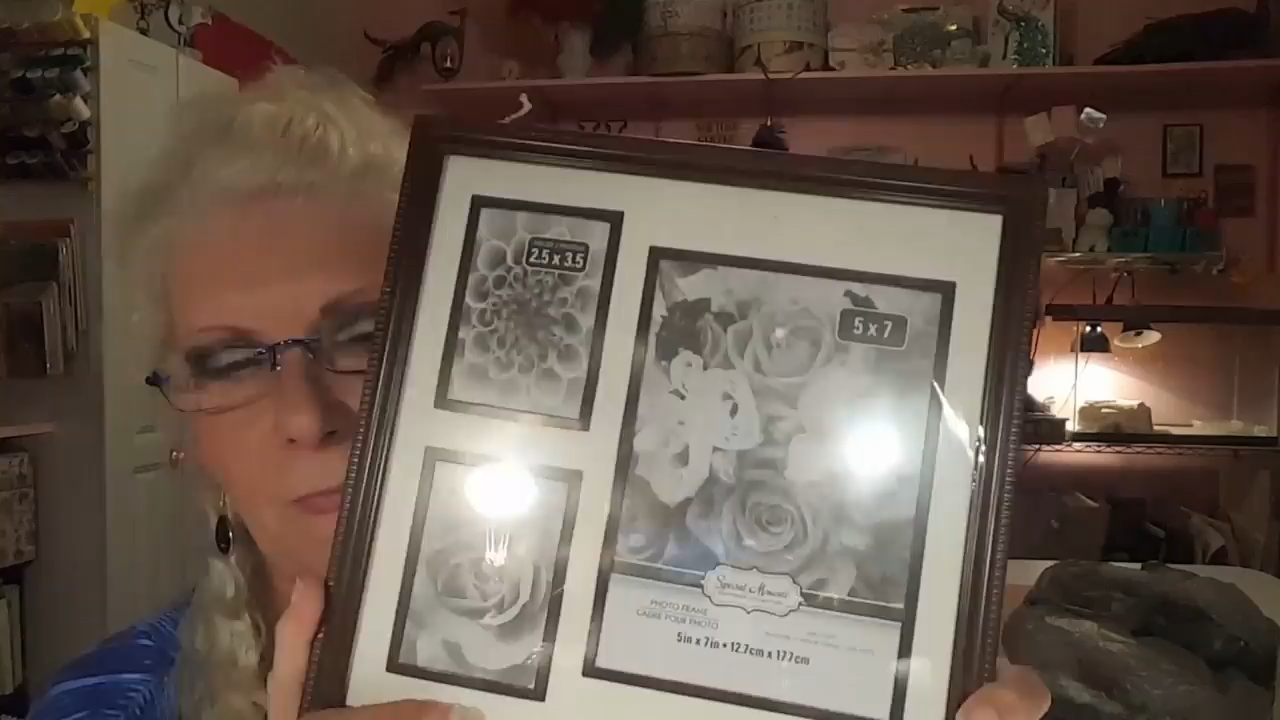 2.5 x 3.5
5 x 7
Special Moments
PHOTO FRAME
CADRE POUR PHOTO
5in x 7in • 12.7cm x 17.7cm